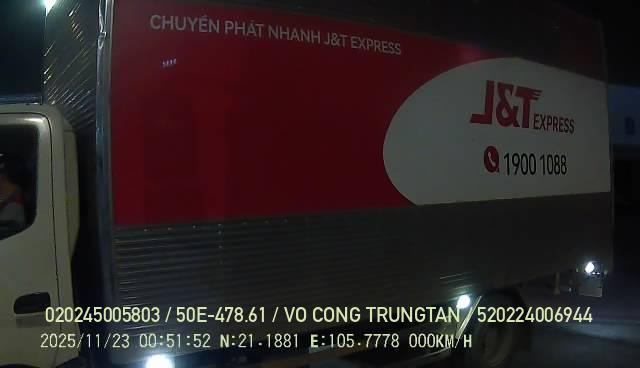 CHUYỂN PHÁT NHANH J&T EXPRESS
J&T EXPRESS
1900 1088
020245005803 / 50E-478.61 / VO CONG TRUNGTAN / 520224006944
2025/11/23 00:51:52 N:21.1881 E:105.7778 000KM/H